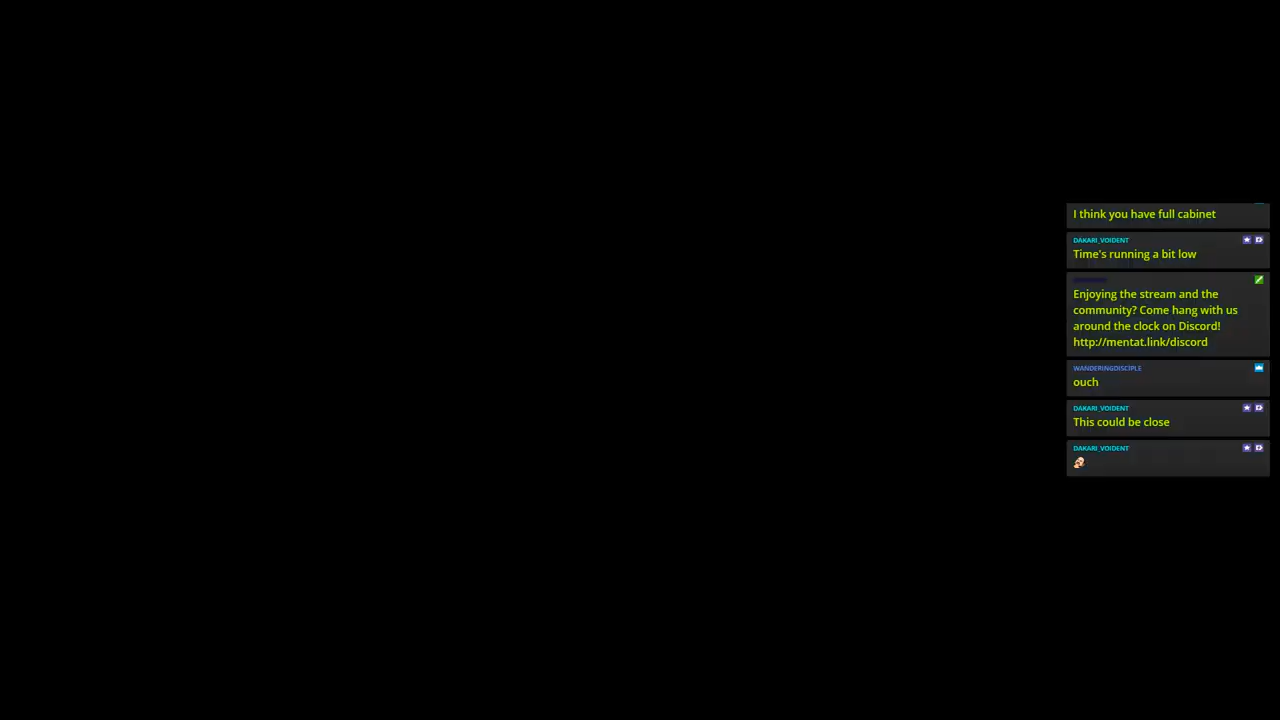 I think you have full cabinet
DAKARI_VOIDENT
Time's running a bit low
Enjoying the stream and the
community? Come hang with us
around the clock on Discord!
http://mentat.link/discord
WANDERINGDISCIPLE
ouch
DAKARI_VOIDENT
This could be close
DAKARI_VOIDENT